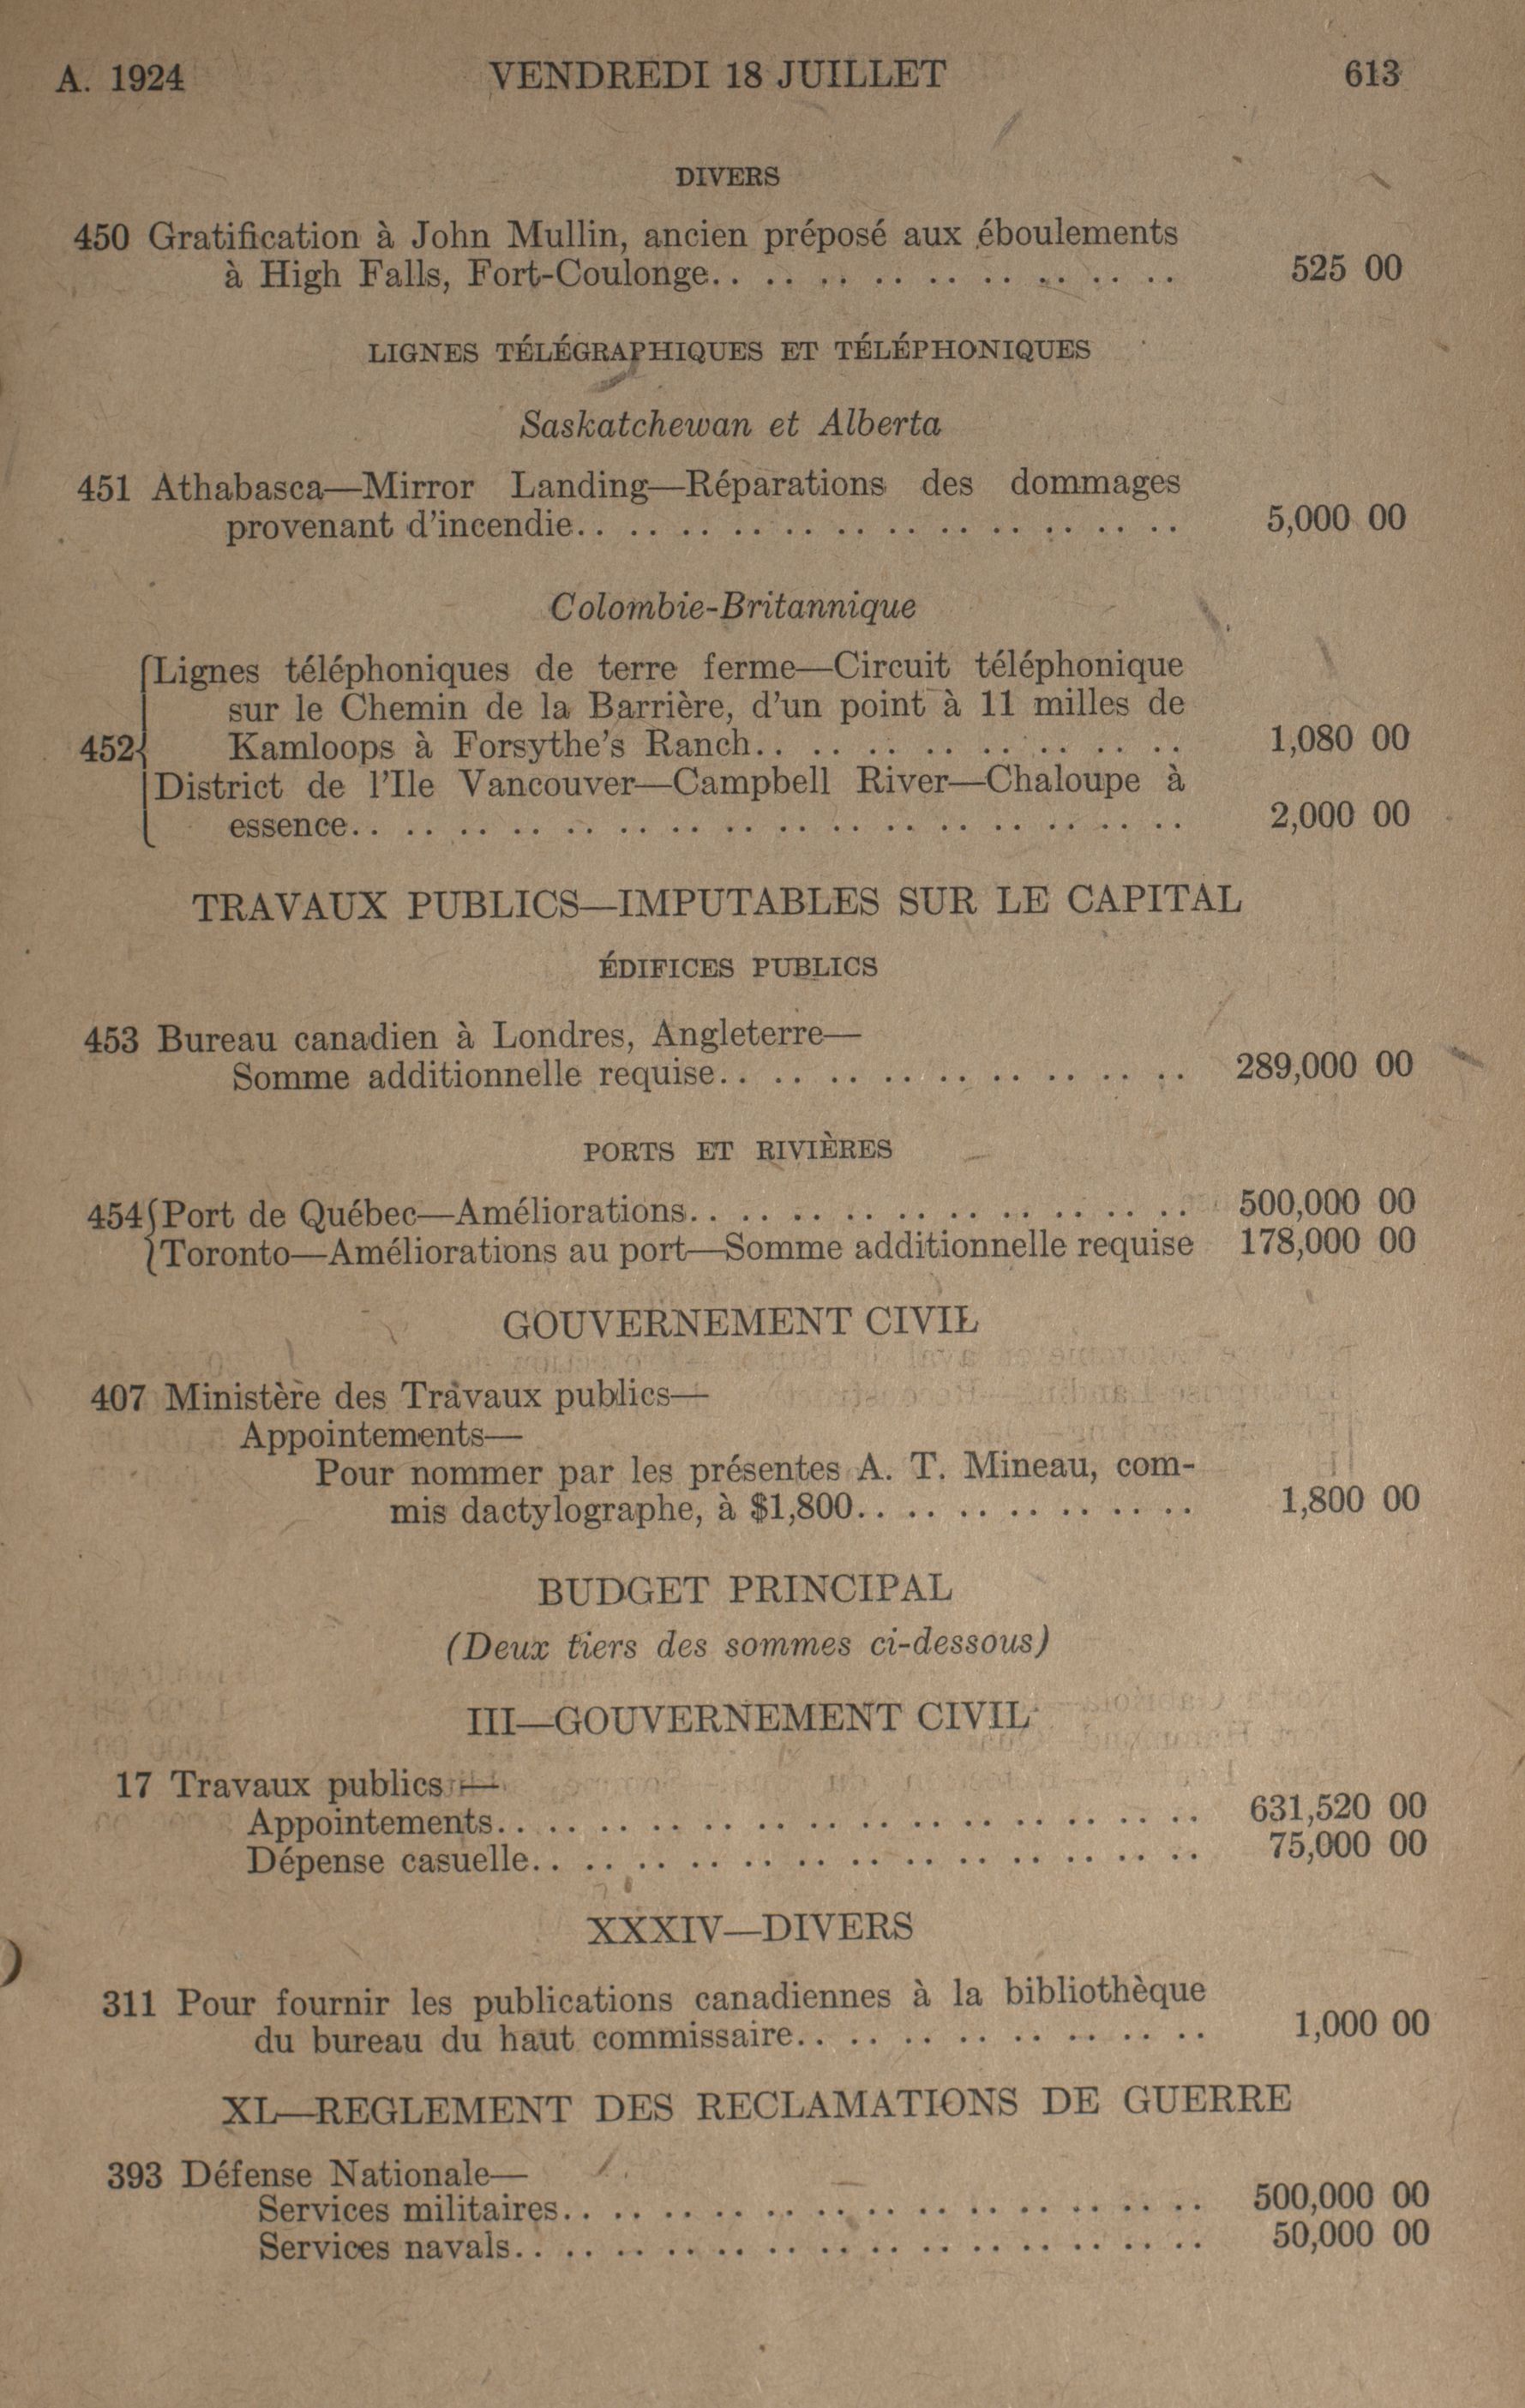 A. 1924 VENDREDI 18 JUILLET 613
DIVERS
450 Gratification à John Mullin, ancien préposé aux éboulements
à High Falls, Fort-Coulonge.. .. .. .. .. .. .. .. .. 525 00
LIGNES TÉLÉGRAPHIQUES ET TÉLÉPHONIQUES
Saskatchewan et Alberta
451 Athabasca—Mirror Landing—Réparations des dommages
provenant d'incendie.. .. .. .. .. .. .. .. .. .. .. .. 5,000 00
Colombie-Britannique
Lignes téléphoniques de terre ferme—Circuit téléphonique
sur le Chemin de la Barrière, d'un point à 11 milles de
452 Kamloops à Forsythe's Ranch.. .. .. .. .. .. .. .. 1,080 00
District de l'Ile Vancouver—Campbell River—Chaloupe à
essence.. .. .. .. .. .. .. .. .. .. .. .. .. .. .. .. 2,000 00
TRAVAUX PUBLICS—IMPUTABLES SUR LE CAPITAL
ÉDIFICES PUBLICS
453 Bureau canadien à Londres, Angleterre—
Somme additionnelle requise.. .. .. .. .. .. .. .. .. 289,000 00
PORTS ET RIVIÈRES
454 Port de Québec—Améliorations.. .. .. .. .. .. .. .. .. .. 500,000 00
Toronto—Améliorations au port—Somme additionnelle requise 178,000 00
GOUVERNEMENT CIVIL
407 Ministère des Travaux publics—
Appointements—
Pour nommer par les présentes A. T. Mineau, com-
mis dactylographe, à $1,800.. .. .. .. .. .. .. 1,800 00
BUDGET PRINCIPAL
(Deux tiers des sommes ci-dessous)
III—GOUVERNEMENT CIVIL
17 Travaux publics —
Appointements.. .. .. .. .. .. .. .. .. .. .. .. .. .. 631,520 00
Dépense casuelle.. .. .. .. .. .. .. .. .. .. .. .. .. 75,000 00
XXXIV—DIVERS
311 Pour fournir les publications canadiennes à la bibliothèque
du bureau du haut commissaire.. .. .. .. .. .. .. .. 1,000 00
XL—REGLEMENT DES RECLAMATIONS DE GUERRE
393 Défense Nationale—
Services militaires.. .. .. .. .. .. .. .. .. .. .. .. .. 500,000 00
Services navals.. .. .. .. .. .. .. .. .. .. .. .. .. .. 50,000 00